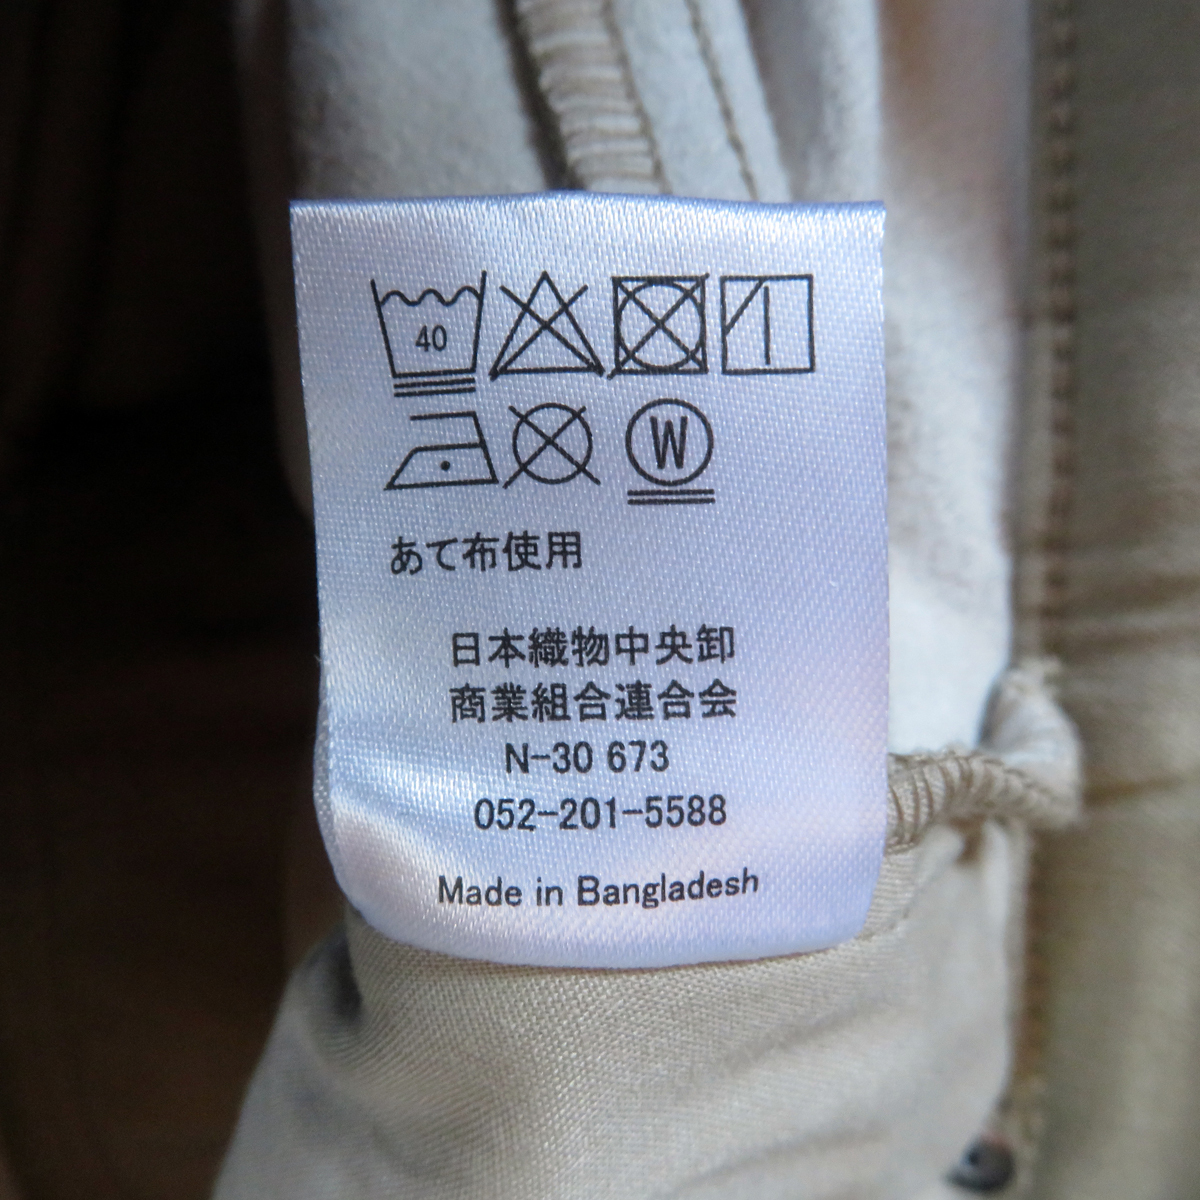 40
W
あて布使用
日本織物中央卸
商業組合連合会
N-30 673
052-201-5588
Made in Bangladesh